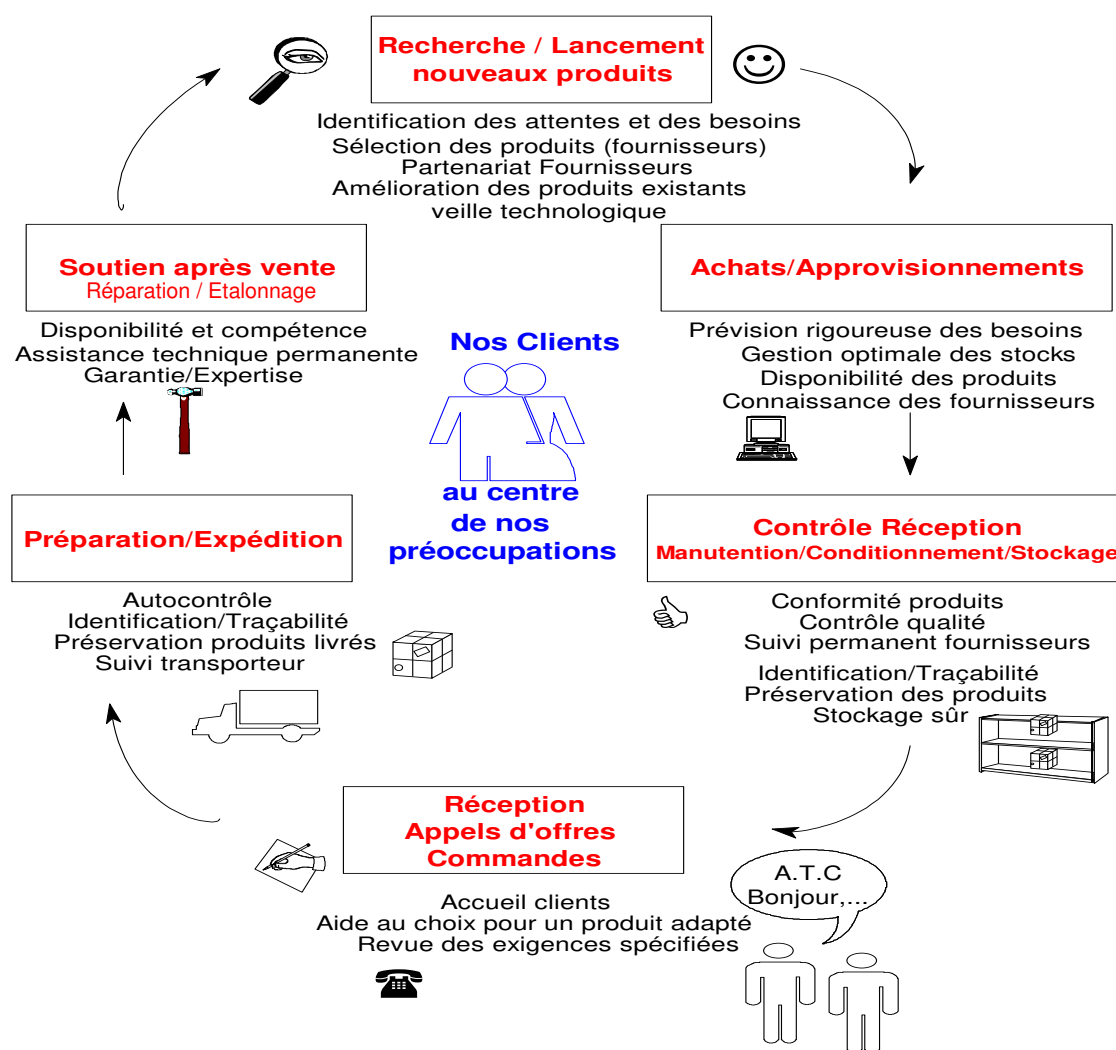 Recherche / Lancement
nouveaux produits
Identification des attentes et des besoins
Sélection des produits (fournisseurs)
Partenariat Fournisseurs
Amélioration des produits existants
veille technologique
Achats/Approvisionnements
Prévision rigoureuse des besoins
Gestion optimale des stocks
Disponibilité des produits
Connaissance des fournisseurs
Contrôle Réception
Manutention/Conditionnement/Stockage
Conformité produits
Contrôle qualité
Suivi permanent fournisseurs
Identification/Traçabilité
Préservation des produits
Stockage sûr
Réception
Appels d'offres
Commandes
Accueil clients
Aide au choix pour un produit adapté
Revue des exigences spécifiées
A.T.C
Bonjour,...
Préparation/Expédition
Autocontrôle
Identification/Traçabilité
Préservation produits livrés
Suivi transporteur
Soutien après vente
Réparation / Etalonnage
Disponibilité et compétence
Assistance technique permanente
Garantie/Expertise
Nos Clients
au centre
de nos
préoccupations